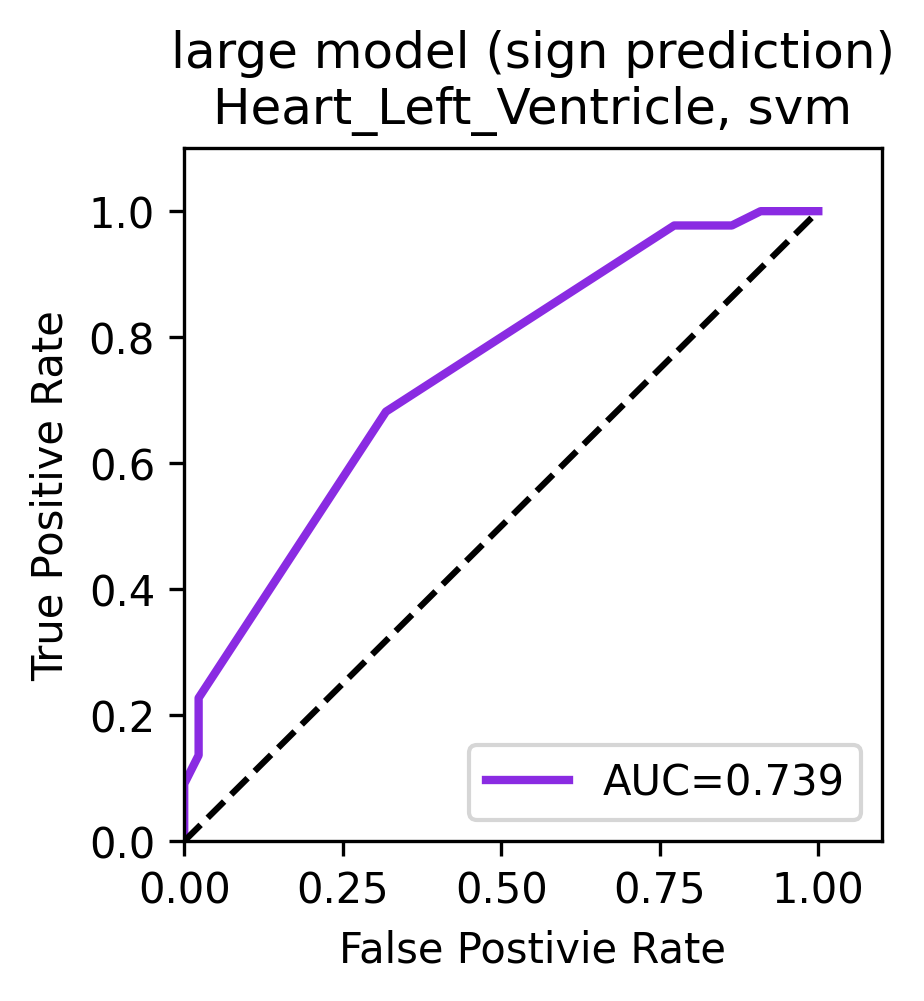 large model (sign prediction)
Heart_Left_Ventricle, svm
True Positive Rate
1.0
0.8
0.6
0.4
0.2
0.0
AUC=0.739
0.00 0.25 0.50 0.75 1.00
False Postivie Rate